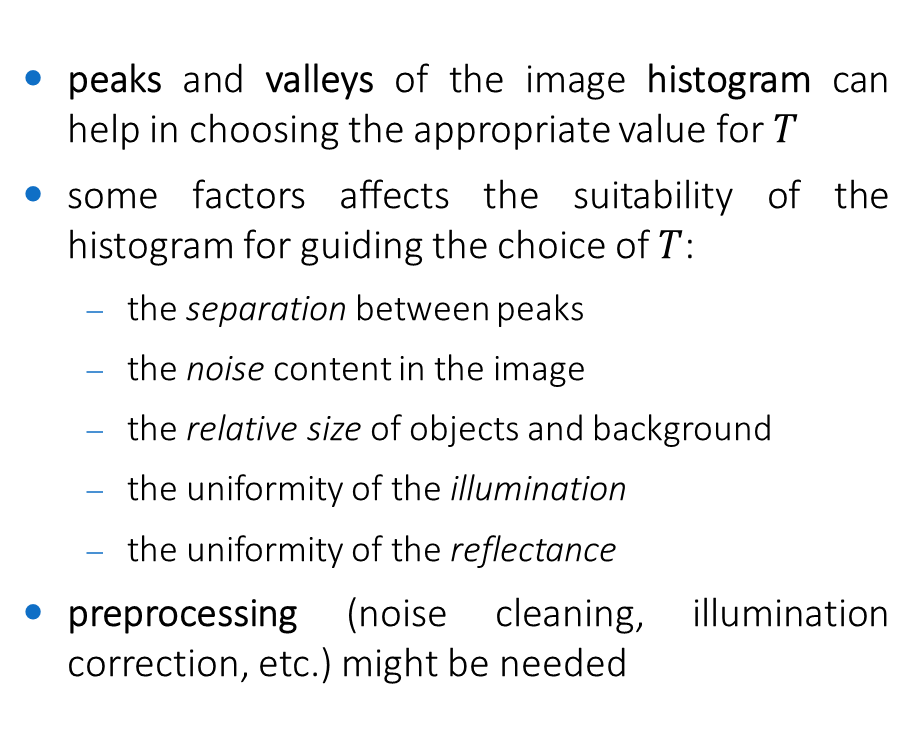 • peaks and valleys of the image histogram can
help in choosing the appropriate value for T
• some factors affects the suitability of the
histogram for guiding the choice of T:
– the separation between peaks
– the noise content in the image
– the relative size of objects and background
– the uniformity of the illumination
– the uniformity of the reflectance
• preprocessing (noise cleaning, illumination
correction, etc.) might be needed